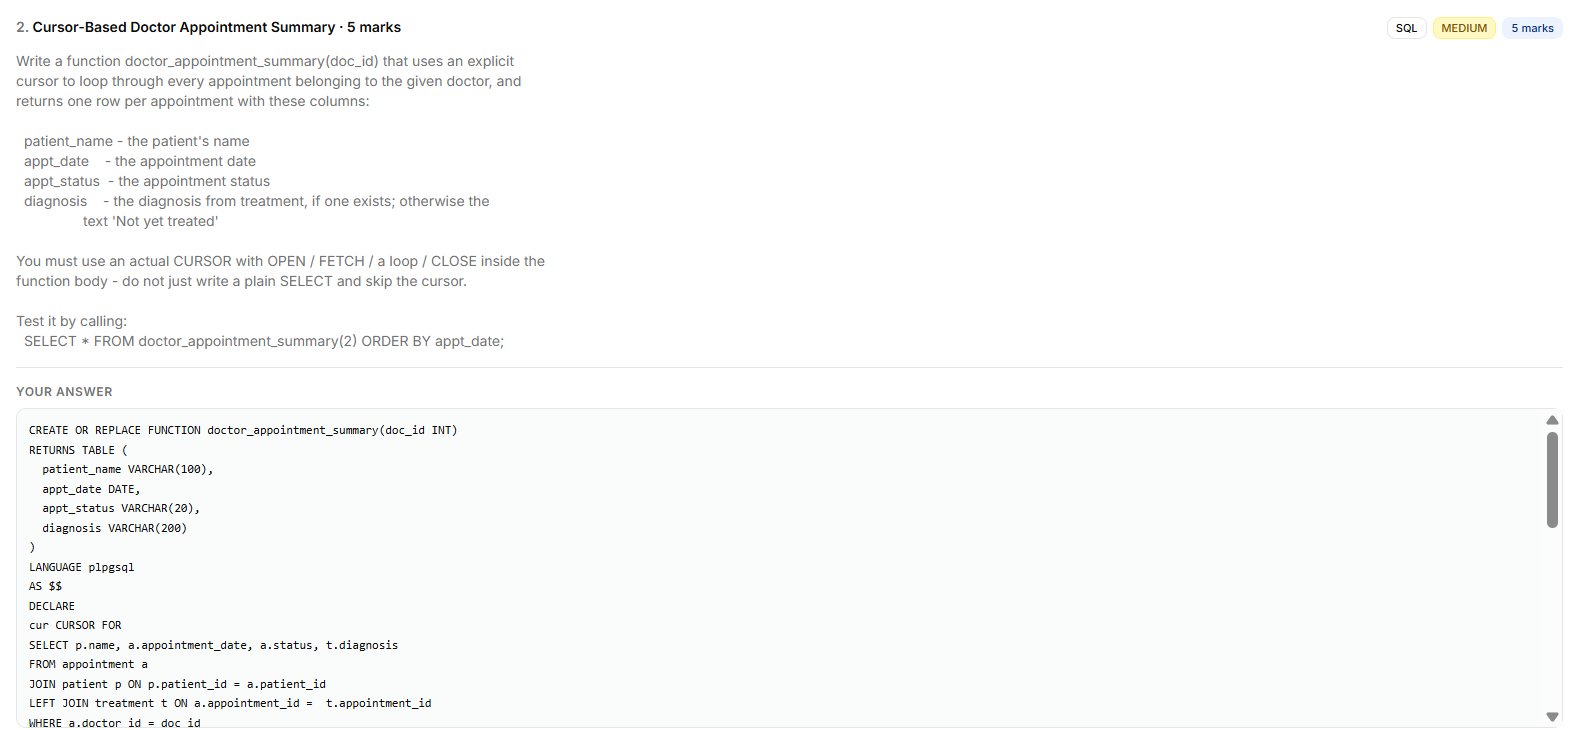 2. Cursor-Based Doctor Appointment Summary · 5 marks
SQL MEDIUM 5 marks
Write a function doctor_appointment_summary(doc_id) that uses an explicit
cursor to loop through every appointment belonging to the given doctor, and
returns one row per appointment with these columns:
patient_name - the patient's name
appt_date - the appointment date
appt_status - the appointment status
diagnosis - the diagnosis from treatment, if one exists; otherwise the
text 'Not yet treated'
You must use an actual CURSOR with OPEN / FETCH / a loop / CLOSE inside the
function body - do not just write a plain SELECT and skip the cursor.
Test it by calling:
SELECT * FROM doctor_appointment_summary(2) ORDER BY appt_date;
YOUR ANSWER
CREATE OR REPLACE FUNCTION doctor_appointment_summary(doc_id INT)
RETURNS TABLE (
patient_name VARCHAR(100),
appt_date DATE,
appt_status VARCHAR(20),
diagnosis VARCHAR(200)
)
LANGUAGE plpgsql
AS $$
DECLARE
cur CURSOR FOR
SELECT p.name, a.appointment_date, a.status, t.diagnosis
FROM appointment a
JOIN patient p ON p.patient_id = a.patient_id
LEFT JOIN treatment t ON a.appointment_id =  t.appointment_id
WHERE a.doctor_id = doc_id